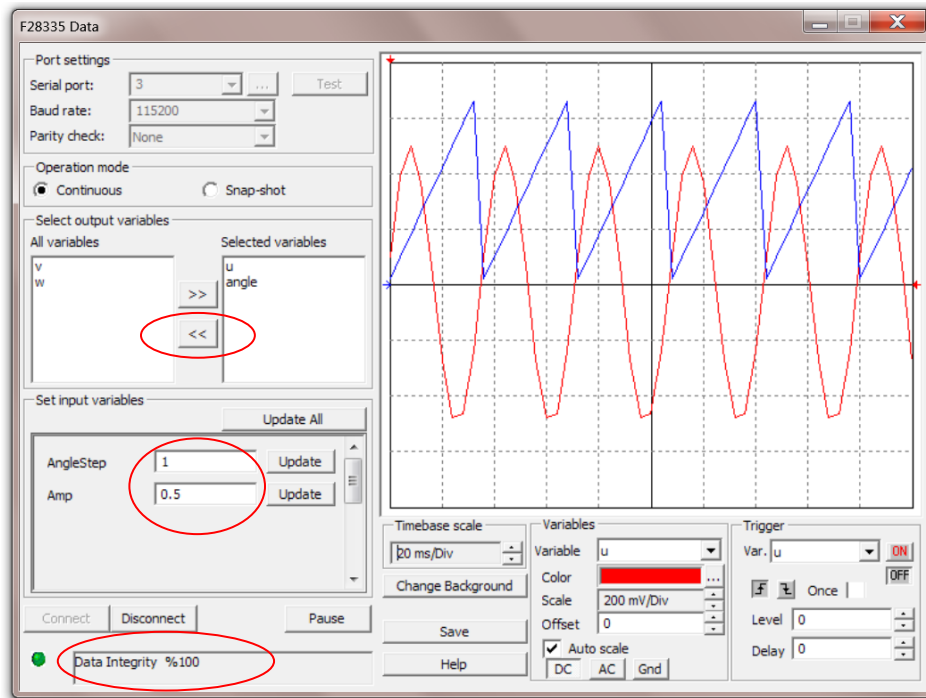 F28335 Data
Port settings
Serial port: 3 ... Test
Baud rate: 115200
Parity check: None
Operation mode
Continuous Snap-shot
Select output variables
All variables Selected variables
v u
w angle
>>
<<
Set input variables
Update All
AngleStep 1 Update
Amp 0.5 Update
Connect Disconnect Pause
Data Integrity %100
Timebase scale
20 ms/Div
Change Background
Save
Help
Variables
Variable u
Color ...
Scale 200 mV/Div
Offset 0
Auto scale
DC AC Gnd
Trigger
Var. u ON
OFF
Once
Level 0
Delay 0